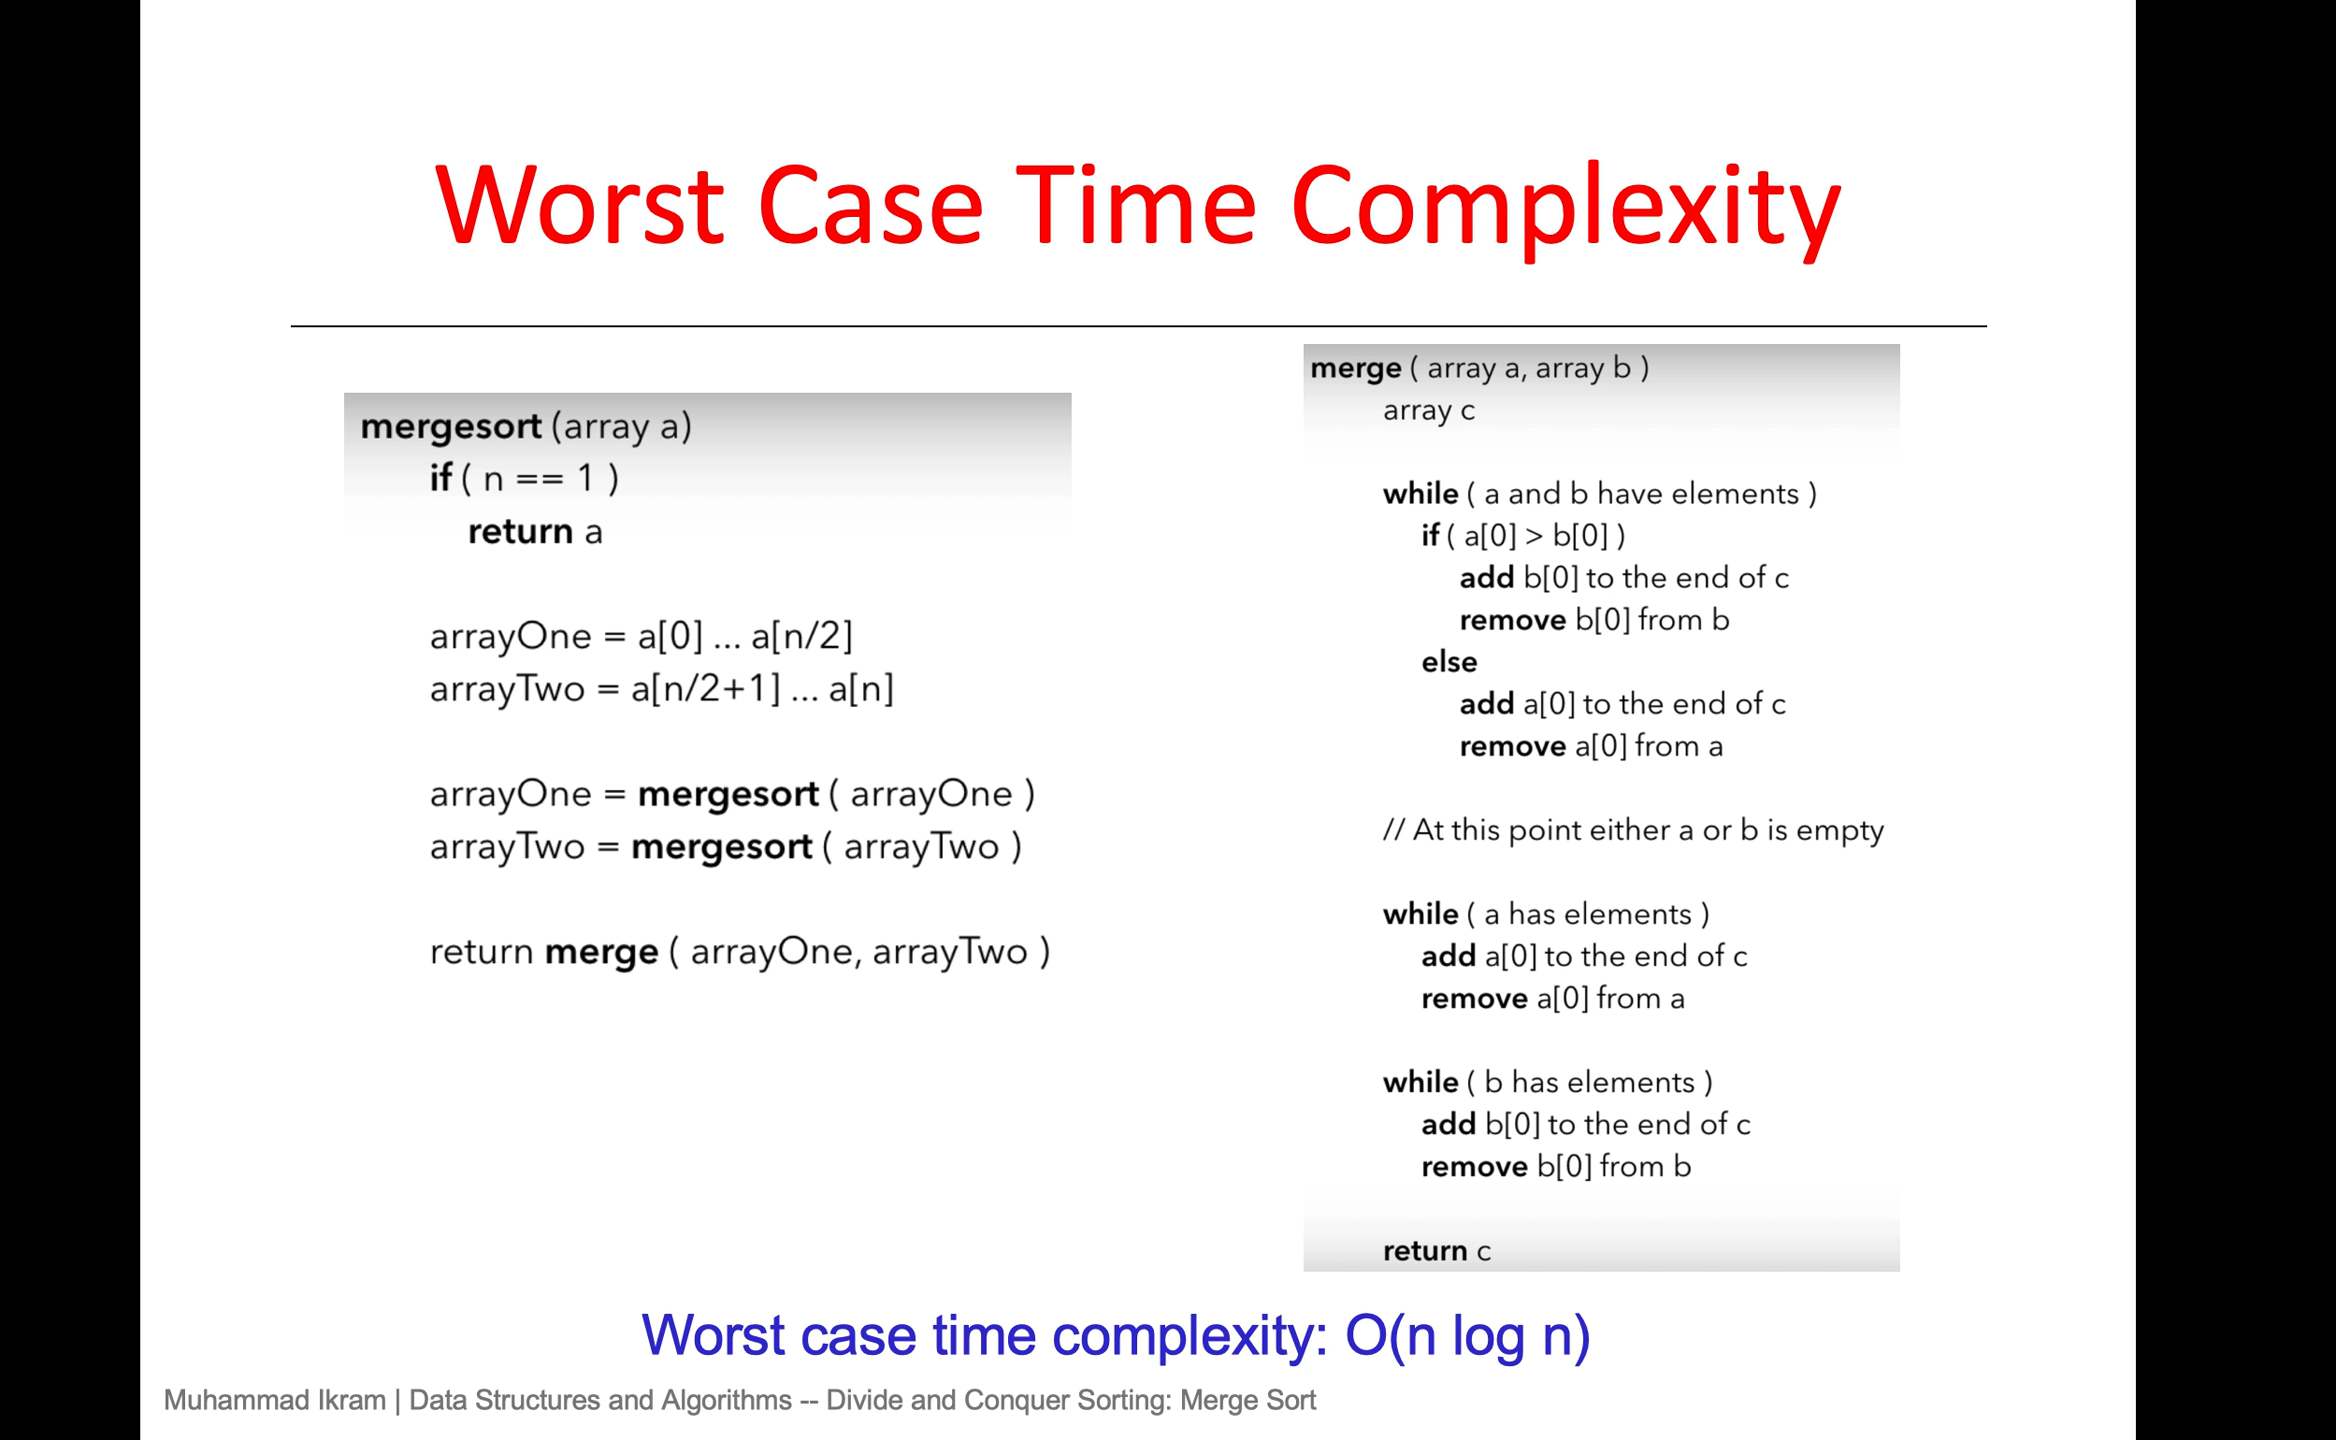 Worst Case Time Complexity
mergesort (array a)
if ( n == 1 )
return a
arrayOne = a[0] ... a[n/2]
arrayTwo = a[n/2+1] ... a[n]
arrayOne = mergesort ( arrayOne )
arrayTwo = mergesort ( arrayTwo )
return merge ( arrayOne, arrayTwo )
merge ( array a, array b )
array c
while ( a and b have elements )
if ( a[0] > b[0] )
add b[0] to the end of c
remove b[0] from b
else
add a[0] to the end of c
remove a[0] from a
// At this point either a or b is empty
while ( a has elements )
add a[0] to the end of c
remove a[0] from a
while ( b has elements )
add b[0] to the end of c
remove b[0] from b
return c
Worst case time complexity: O(n log n)
Muhammad Ikram | Data Structures and Algorithms -- Divide and Conquer Sorting: Merge Sort